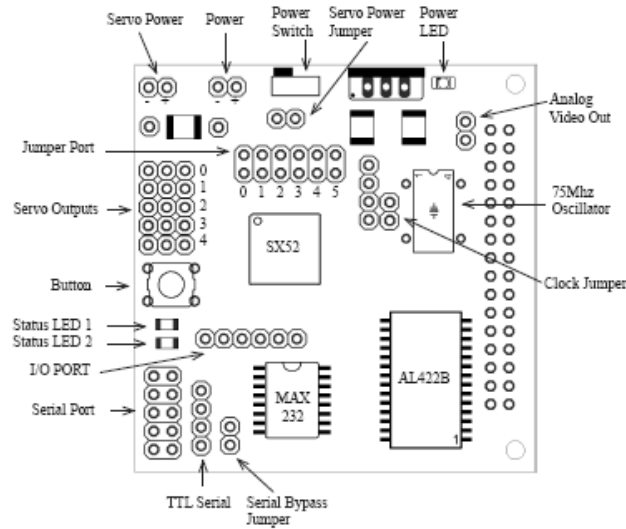 Servo Power
Power
Power
Switch
Servo Power
Jumper
Power
LED
- +
- +
Analog
Video Out
Jumper Port
0
1
2
3
4
0 1 2 3 4 5
Servo Outputs
75Mhz
Oscillator
SX52
Button
Clock Jumper
Status LED 1
Status LED 2
I/O PORT
AL422B
MAX
232
Serial Port
1
TTL Serial
Serial Bypass
Jumper